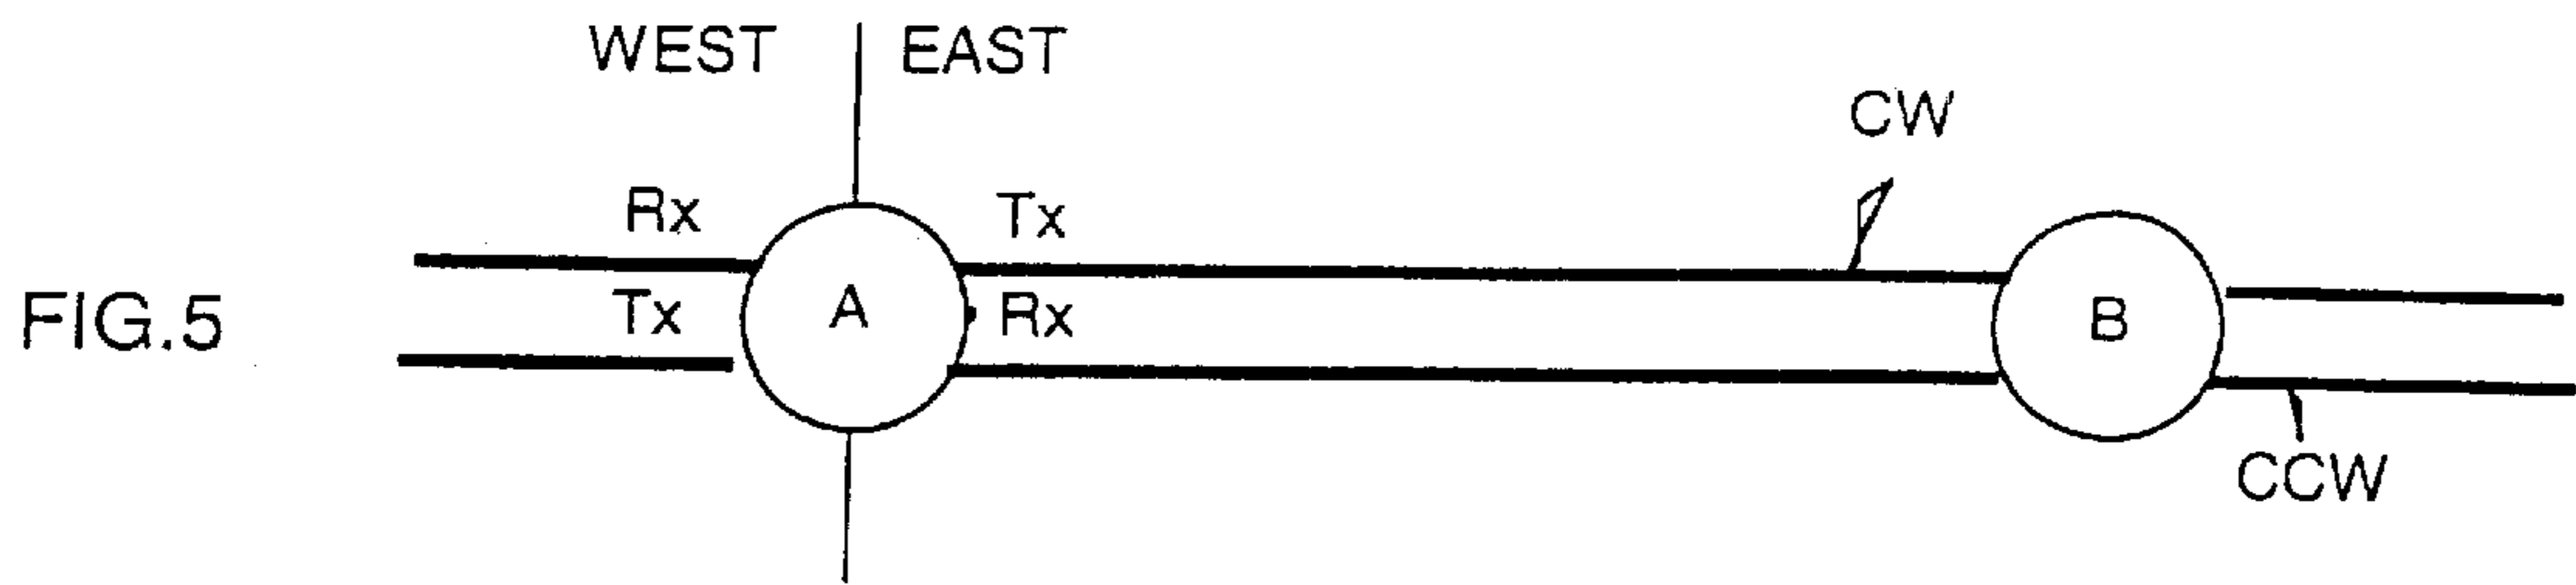 WEST EAST
CW
Rx Tx
FIG.5 Tx A Rx B
CCW